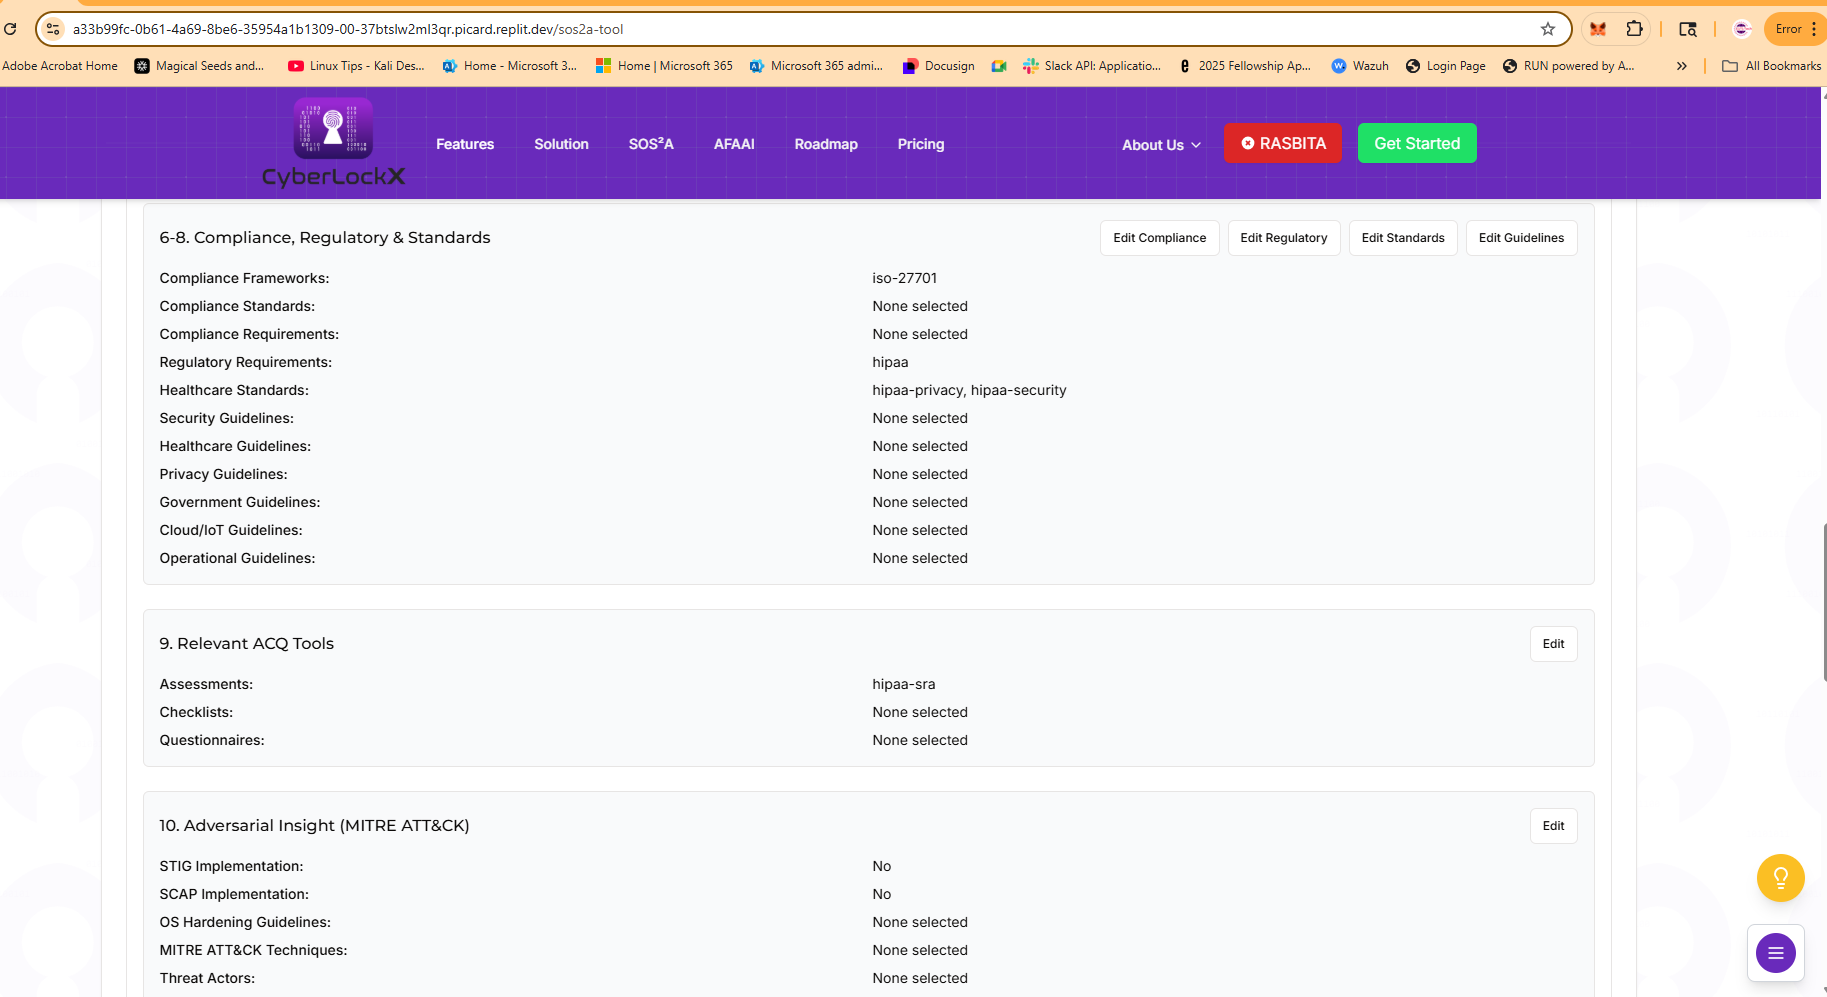 a33b99fc-0b61-4a69-8be6-35954a1b1309-00-37btslw2ml3qr.picard.replit.dev/sos2a-tool
Error
Adobe Acrobat Home
Magical Seeds and...
Linux Tips - Kali Des...
Home - Microsoft 3...
Home | Microsoft 365
Microsoft 365 admi...
Docusign
Slack API: Applicatio...
2025 Fellowship Ap...
Wazuh
Login Page
RUN powered by A...
All Bookmarks
CyberLockX
Features
Solution
SOS²A
AFAAI
Roadmap
Pricing
About Us
RASBITA
Get Started
6-8. Compliance, Regulatory & Standards
Edit Compliance
Edit Regulatory
Edit Standards
Edit Guidelines
Compliance Frameworks: iso-27701
Compliance Standards: None selected
Compliance Requirements: None selected
Regulatory Requirements: hipaa
Healthcare Standards: hipaa-privacy, hipaa-security
Security Guidelines: None selected
Healthcare Guidelines: None selected
Privacy Guidelines: None selected
Government Guidelines: None selected
Cloud/IoT Guidelines: None selected
Operational Guidelines: None selected
9. Relevant ACQ Tools
Edit
Assessments: hipaa-sra
Checklists: None selected
Questionnaires: None selected
10. Adversarial Insight (MITRE ATT&CK)
Edit
STIG Implementation: No
SCAP Implementation: No
OS Hardening Guidelines: None selected
MITRE ATT&CK Techniques: None selected
Threat Actors: None selected